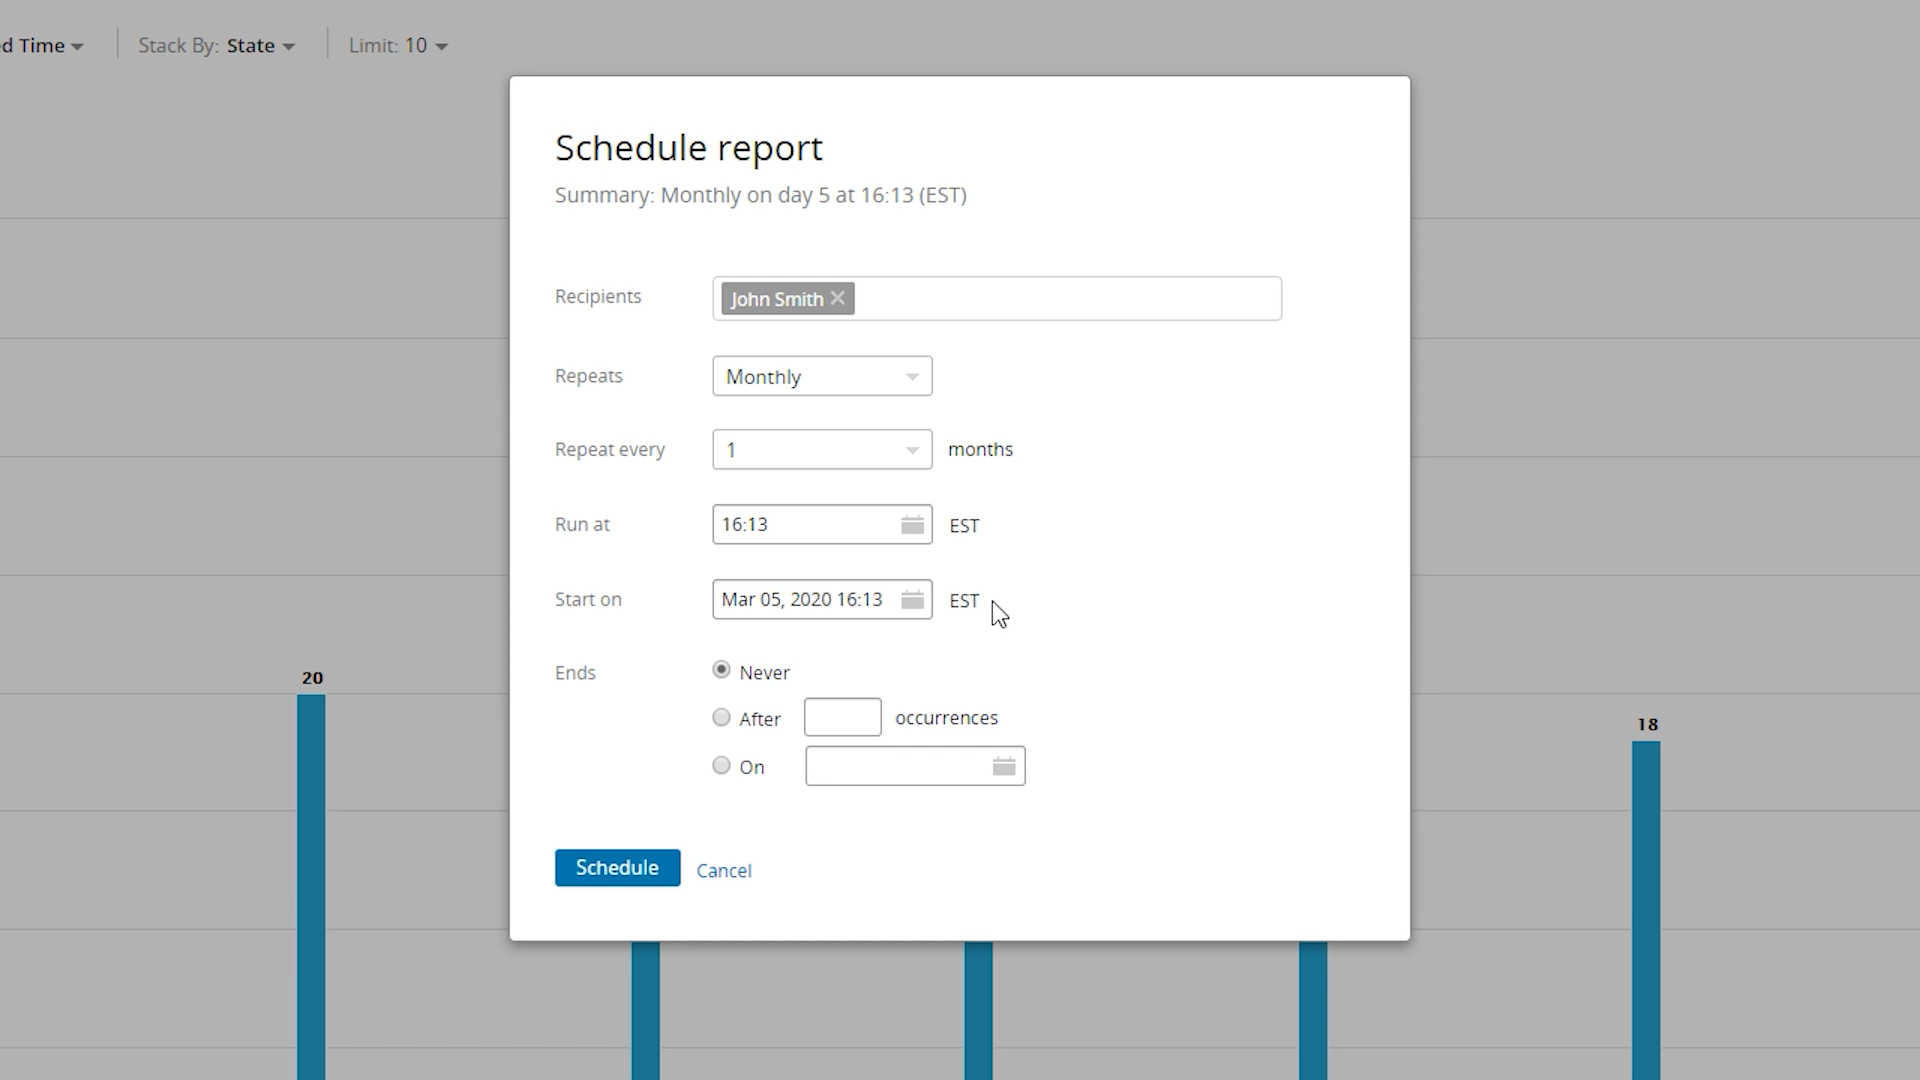 d Time Stack By: State Limit: 10
Schedule report
Summary: Monthly on day 5 at 16:13 (EST)
Recipients John Smith
Repeats Monthly
Repeat every 1 months
Run at 16:13 EST
Start on Mar 05, 2020 16:13 EST
Ends Never
After occurrences
On
Schedule Cancel
20
18